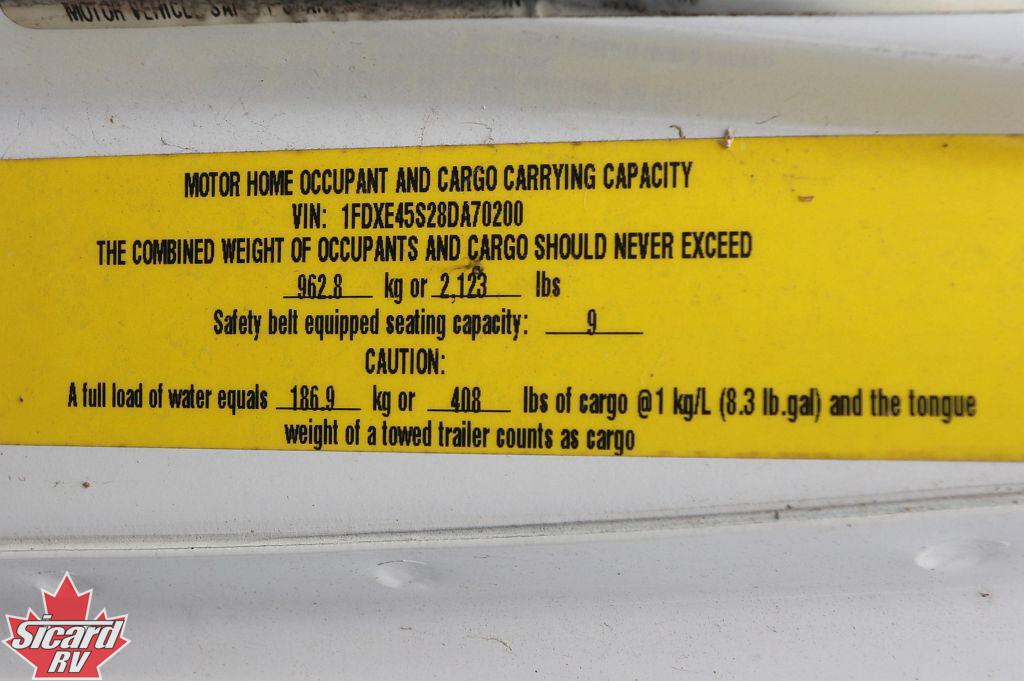 MOTOR VEHICLE SAFETY
MOTOR HOME OCCUPANT AND CARGO CARRYING CAPACITY
VIN: 1FDXE45S28DA70200
THE COMBINED WEIGHT OF OCCUPANTS AND CARGO SHOULD NEVER EXCEED
962.8 kg or 2,123 lbs
Safety belt equipped seating capacity: 9
CAUTION:
A full load of water equals 186.9 kg or 408 lbs of cargo @1 kg/L (8.3 lb.gal) and the tongue
weight of a towed trailer counts as cargo
Sicard
RV